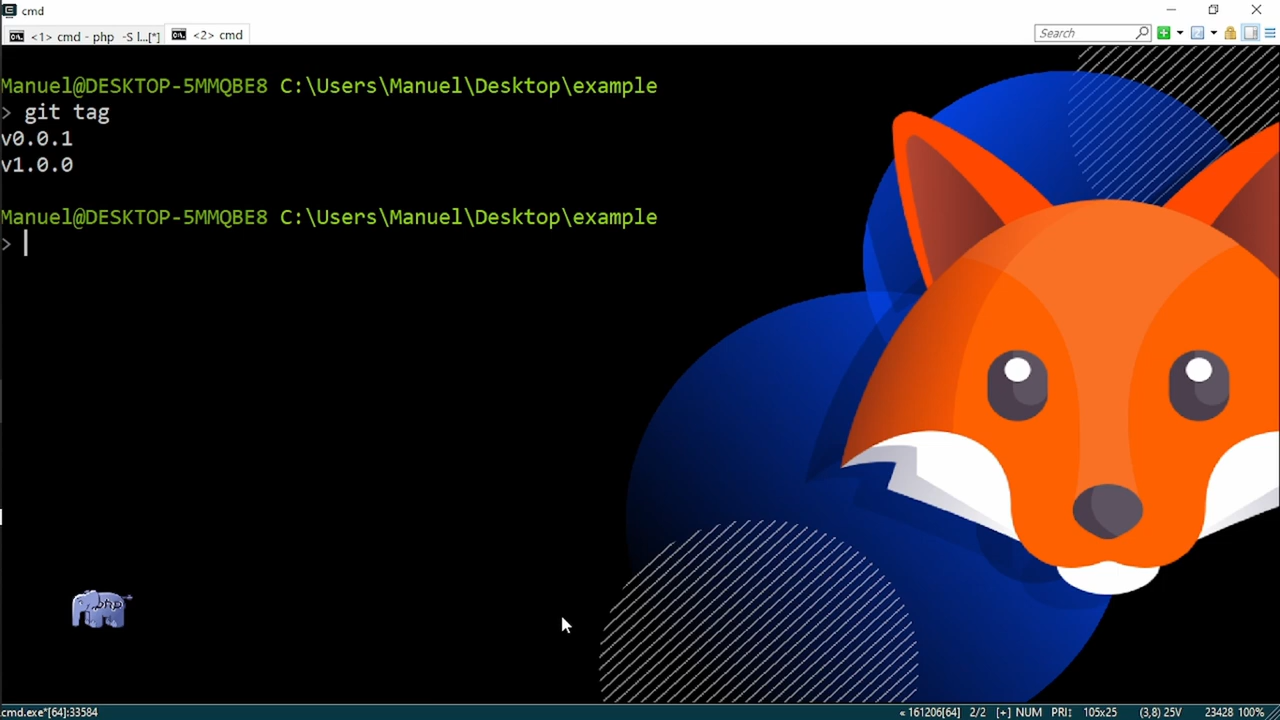 cmd
<1> cmd - php -S l...[*]
<2> cmd
Search
Manuel@DESKTOP-5MMQBE8 C:\Users\Manuel\Desktop\example
> git tag
v0.0.1
v1.0.0
Manuel@DESKTOP-5MMQBE8 C:\Users\Manuel\Desktop\example
>
php
cmd.exe*[64]:33584
« 161206[64] 2/2 [+] NUM PRI↕ 105x25 (3,8) 25V 23428 100%